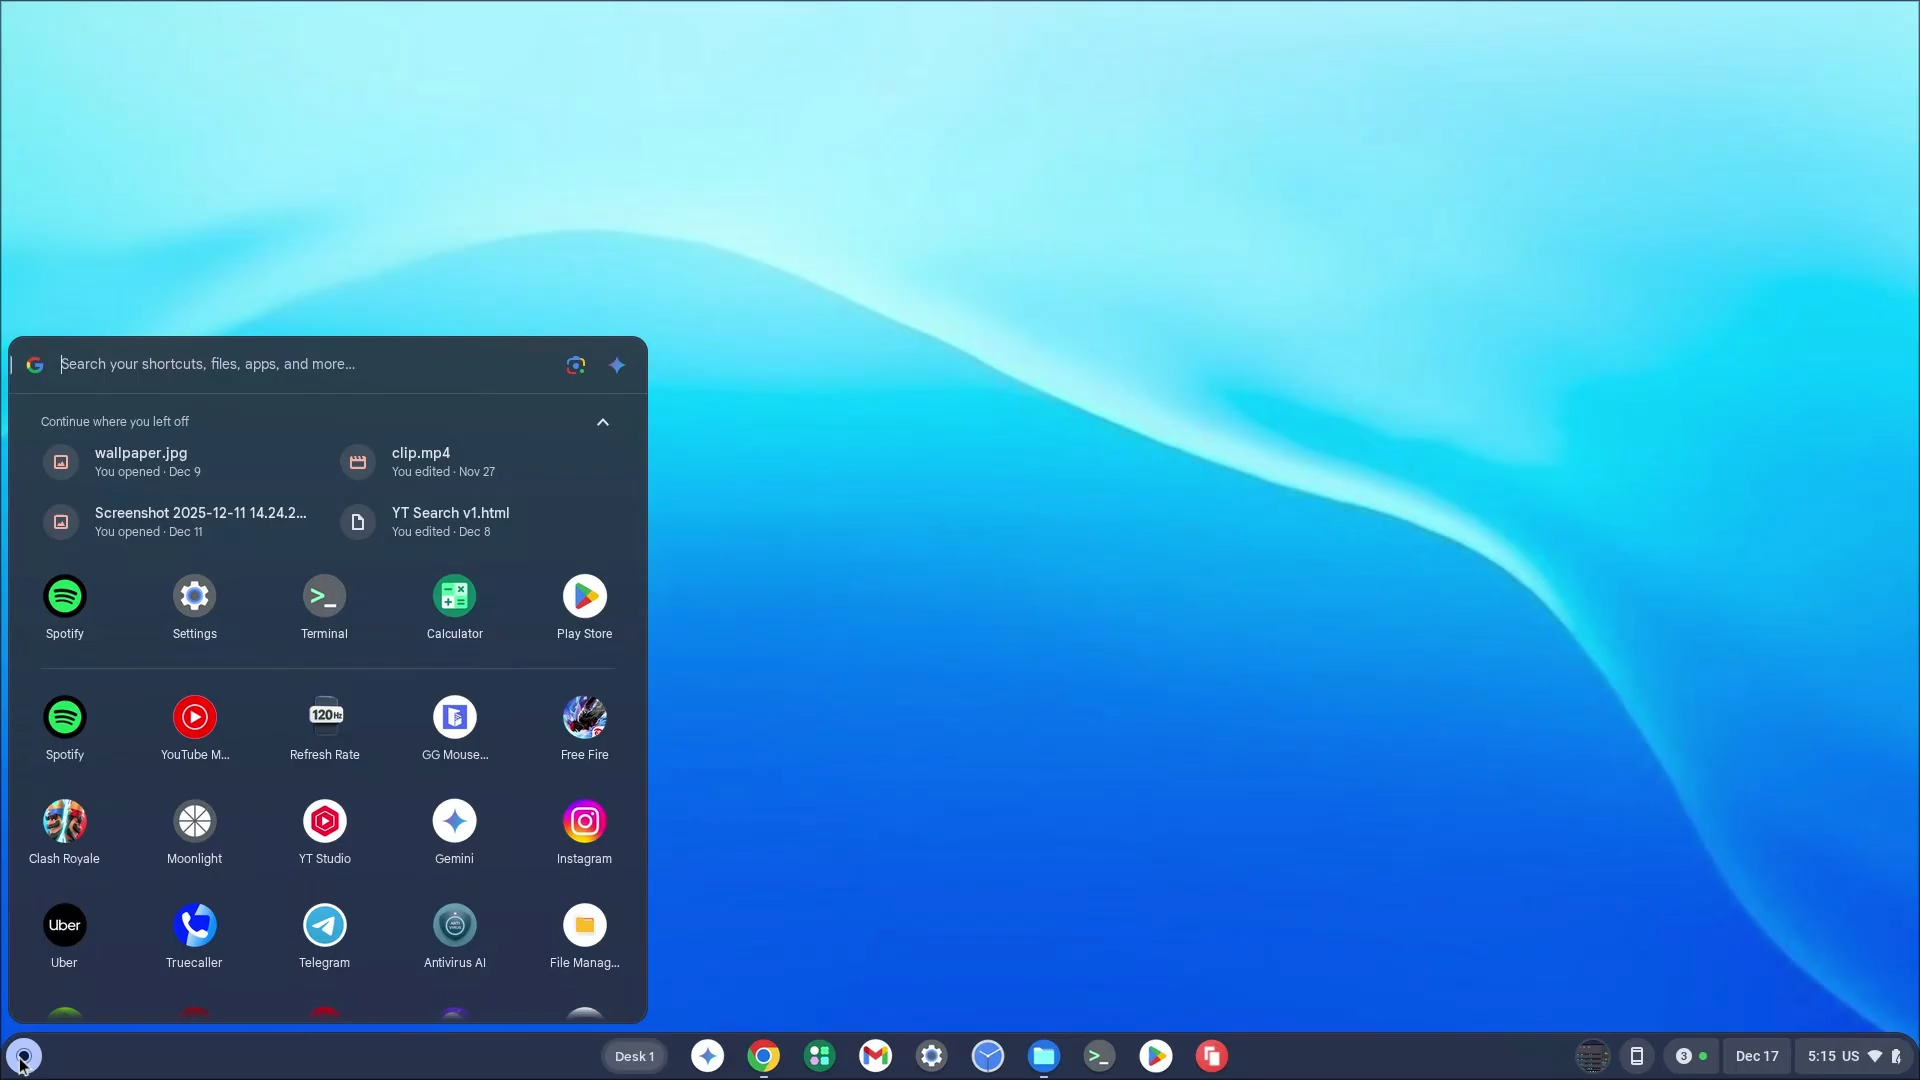 Search your shortcuts, files, apps, and more...
Continue where you left off
wallpaper.jpg
You opened · Dec 9
clip.mp4
You edited · Nov 27
Screenshot 2025-12-11 14.24.2...
You opened · Dec 11
YT Search v1.html
You edited · Dec 8
Spotify
Settings
Terminal
Calculator
Play Store
120Hz
Spotify
YouTube M...
Refresh Rate
GG Mouse...
Free Fire
Clash Royale
Moonlight
YT Studio
Gemini
Instagram
Uber
Uber
Truecaller
Telegram
Antivirus AI
File Manag...
Desk 1
3
Dec 17
5:15 US